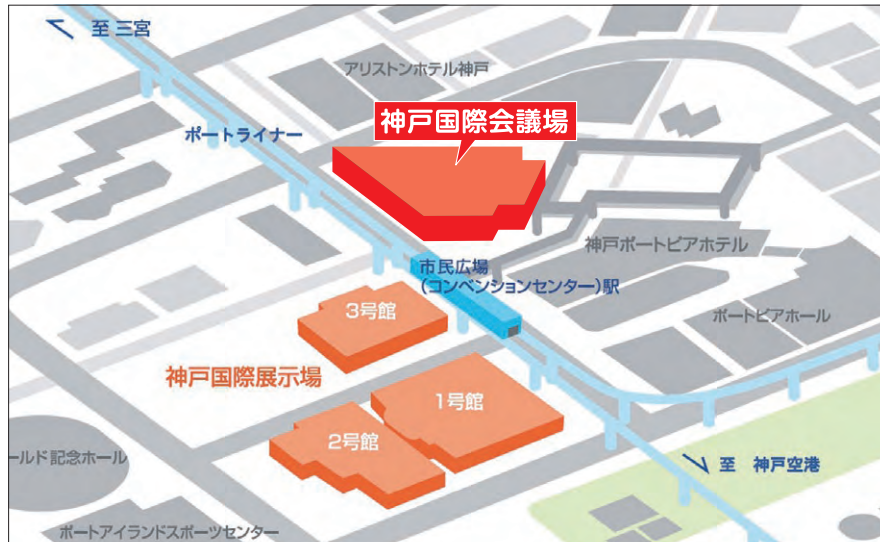 至 三宮
アリストンホテル神戸
神戸国際会議場
ポートライナー
神戸ポートピアホテル
市民広場
(コンベンションセンター)駅
3号館
ポートピアホール
神戸国際展示場
1号館
2号館
ールド記念ホール
至 神戸空港
ポートアイランドスポーツセンター